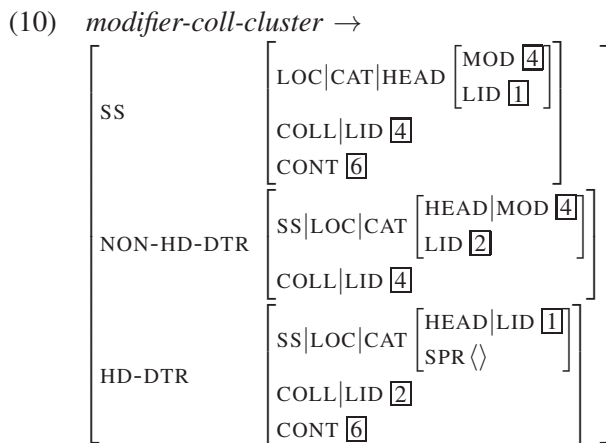 (10) modifier-coll-cluster →
SS [LOC|CAT|HEAD [MOD [4]
LID [1]]
COLL|LID [4]
CONT [6]]
NON-HD-DTR [SS|LOC|CAT [HEAD|MOD [4]
LID [2]]
COLL|LID [4]]
HD-DTR [SS|LOC|CAT [HEAD|LID [1]
SPR ⟨⟩]
COLL|LID [2]
CONT [6]]